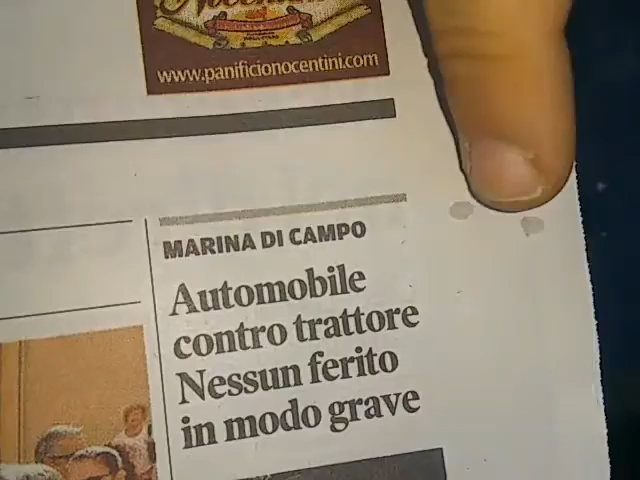 www.panificionocentini.com
MARINA DI CAMPO
Automobile
contro trattore
Nessun ferito
in modo grave